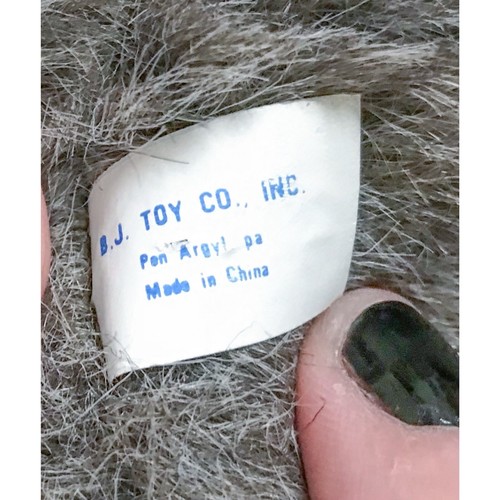 B.J. TOY CO., INC.
Pen Argyl, pa
Made in China